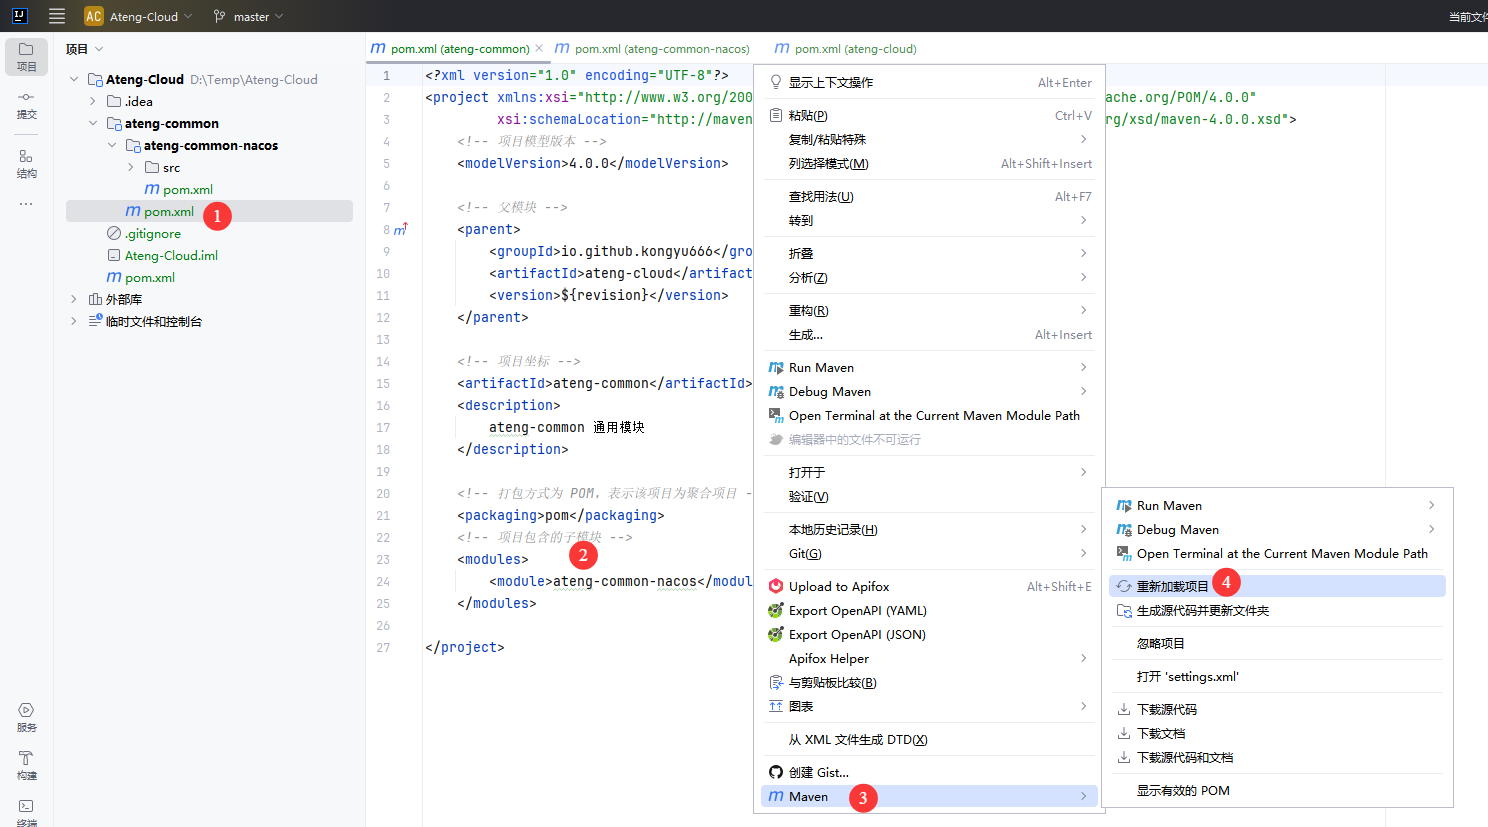 AC Ateng-Cloud master 当前文件
项目
提交
结构
服务
构建
终端
项目
Ateng-Cloud D:\Temp\Ateng-Cloud
.idea
ateng-common
ateng-common-nacos
src
pom.xml
pom.xml 1
.gitignore
Ateng-Cloud.iml
pom.xml
外部库
临时文件和控制台
pom.xml (ateng-common) pom.xml (ateng-common-nacos) pom.xml (ateng-cloud)
1 <?xml version="1.0" encoding="UTF-8"?>
2 <project xmlns:xsi="http://www.w3.org/200 ache.org/POM/4.0.0"
3 xsi:schemaLocation="http://maven rg/xsd/maven-4.0.0.xsd">
4 <!-- 项目模型版本 -->
5 <modelVersion>4.0.0</modelVersion>
6
7 <!-- 父模块 -->
8 <parent>
9 <groupId>io.github.kongyu666</gro
10 <artifactId>ateng-cloud</artifact
11 <version>${revision}</version>
12 </parent>
13
14 <!-- 项目坐标 -->
15 <artifactId>ateng-common</artifactId>
16 <description>
17 ateng-common 通用模块
18 </description>
19
20 <!-- 打包方式为 POM，表示该项目为聚合项目 -
21 <packaging>pom</packaging>
22 <!-- 项目包含的子模块 -->
23 <modules> 2
24 <module>ateng-common-nacos</modul
25 </modules>
26
27 </project>
显示上下文操作 Alt+Enter
粘贴(P) Ctrl+V
复制/粘贴特殊
列选择模式(M) Alt+Shift+Insert
查找用法(U) Alt+F7
转到
折叠
分析(Z)
重构(R)
生成... Alt+Insert
Run Maven
Debug Maven
Open Terminal at the Current Maven Module Path
编辑器中的文件不可运行
打开于
验证(V)
本地历史记录(H)
Git(G)
Upload to Apifox Alt+Shift+E
Export OpenAPI (YAML)
Export OpenAPI (JSON)
Apifox Helper
与剪贴板比较(B)
图表
从 XML 文件生成 DTD(X)
创建 Gist...
Maven 3
Run Maven
Debug Maven
Open Terminal at the Current Maven Module Path
重新加载项目 4
生成源代码并更新文件夹
忽略项目
打开 'settings.xml'
下载源代码
下载文档
下载源代码和文档
显示有效的 POM